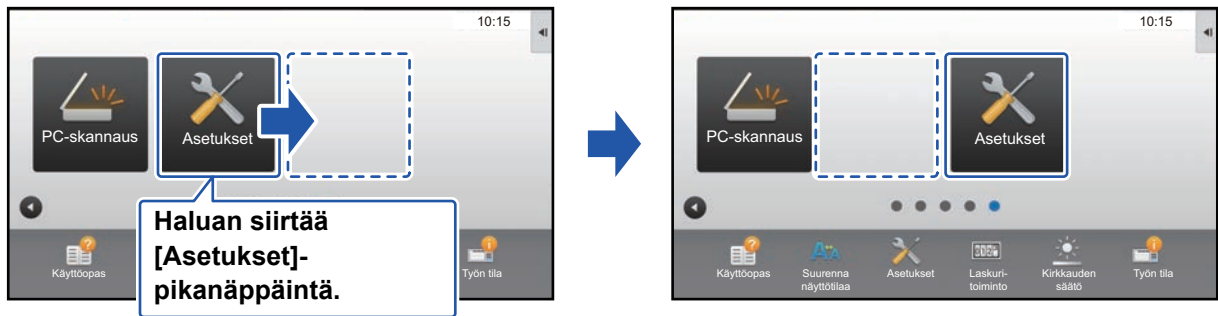 10:15
PC-skannaus
Asetukset
Haluan siirtää
[Asetukset]-
pikanäppäintä.
Käyttöopas
Työn tila
10:15
PC-skannaus
Asetukset
Käyttöopas
Suurenna
näyttötilaa
Asetukset
Laskuri-
toiminto
Kirkkauden
säätö
Työn tila